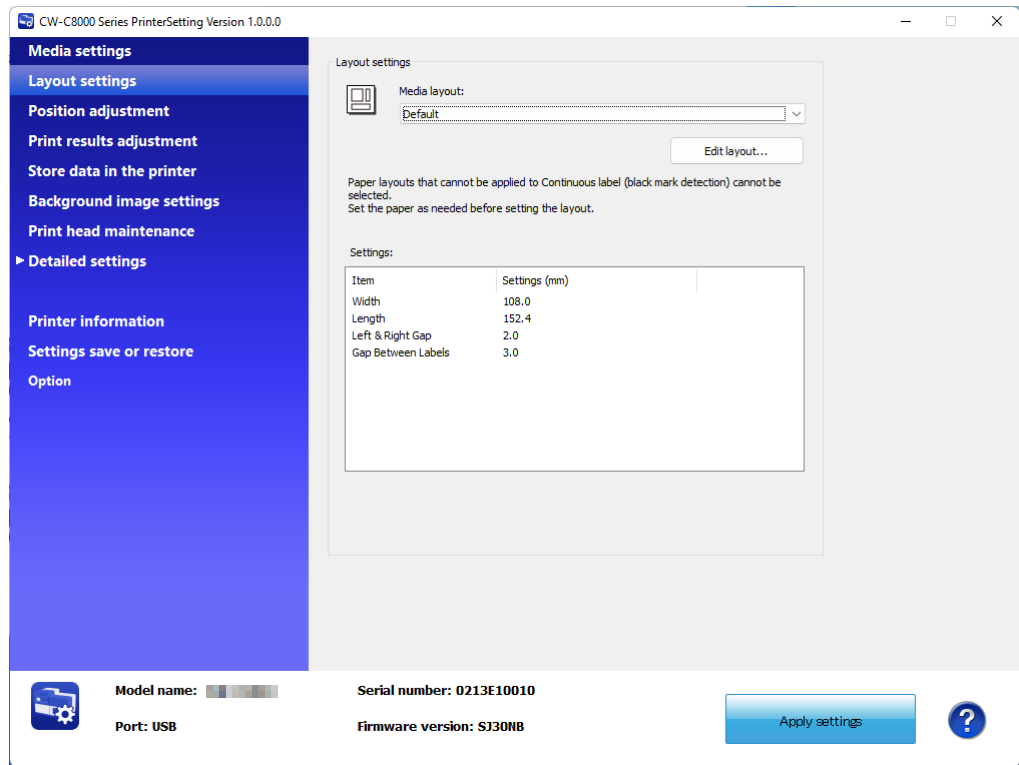 CW-C8000 Series PrinterSetting Version 1.0.0.0
Media settings
Layout settings
Position adjustment
Print results adjustment
Store data in the printer
Background image settings
Print head maintenance
Detailed settings
Printer information
Settings save or restore
Option
Layout settings
Media layout:
Default
Edit layout...
Paper layouts that cannot be applied to Continuous label (black mark detection) cannot be
selected.
Set the paper as needed before setting the layout.
Settings:
Item Settings (mm)
Width 108.0
Length 152.4
Left & Right Gap 2.0
Gap Between Labels 3.0
Model name:
Serial number: 0213E10010
Port: USB
Firmware version: SJ30NB
Apply settings
?